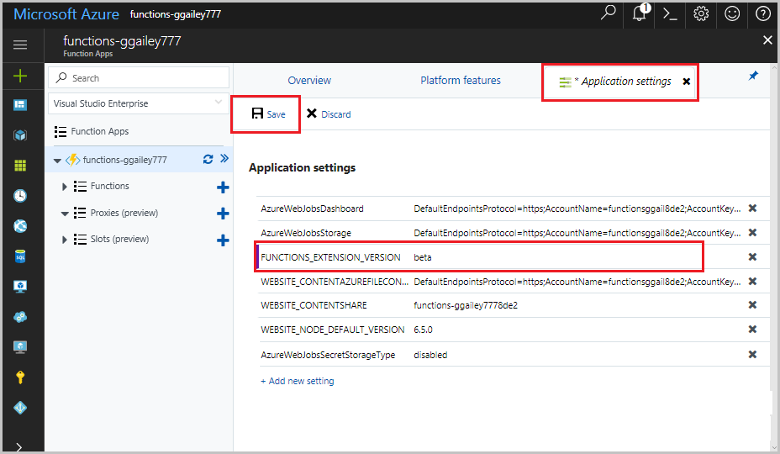 Microsoft Azure functions-ggailey777
1
functions-ggailey777
Function Apps
Search
Visual Studio Enterprise
Function Apps
functions-ggailey777
Functions
Proxies (preview)
Slots (preview)
Overview Platform features * Application settings
Save Discard
Application settings
AzureWebJobsDashboard DefaultEndpointsProtocol=https;AccountName=functionsggail8de2;AccountKey...
AzureWebJobsStorage DefaultEndpointsProtocol=https;AccountName=functionsggail8de2;AccountKey...
FUNCTIONS_EXTENSION_VERSION beta
WEBSITE_CONTENTAZUREFILECON... DefaultEndpointsProtocol=https;AccountName=functionsggail8de2;AccountKey...
WEBSITE_CONTENTSHARE functions-ggailey7778de2
WEBSITE_NODE_DEFAULT_VERSION 6.5.0
AzureWebJobsSecretStorageType disabled
+ Add new setting